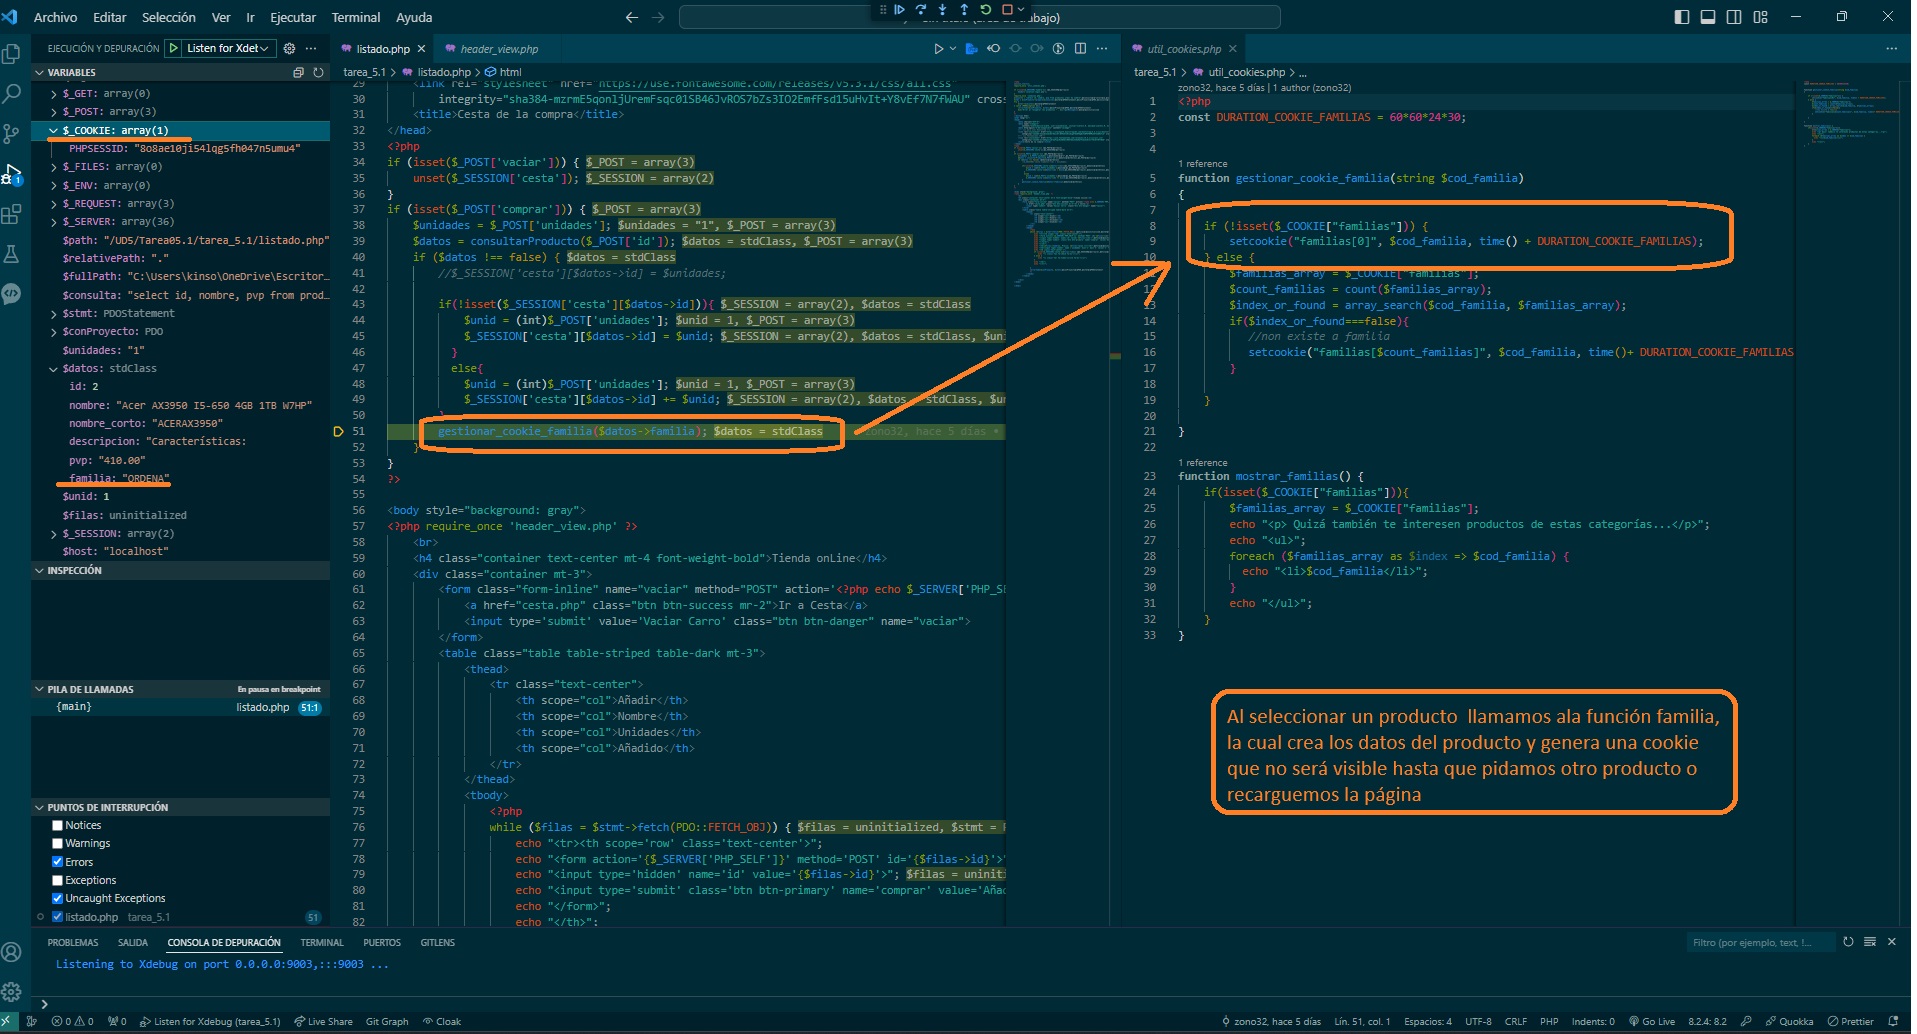 Archivo Editar Selección Ver Ir Ejecutar Terminal Ayuda
EJECUCIÓN Y DEPURACIÓN Listen for Xdet
VARIABLES
$_GET: array(0)
$_POST: array(3)
$_COOKIE: array(1)
PHPSESSID: "8o8ae10ji54lqg5fh047n5umu4"
$_FILES: array(0)
$_ENV: array(0)
$_REQUEST: array(3)
$_SERVER: array(36)
$path: "/UD5/Tarea05.1/tarea_5.1/listado.php"
$relativePath: "."
$fullPath: "C:\Users\kinso\OneDrive\Escritor...
$consulta: "select id, nombre, pvp from prod...
$stmt: PDOStatement
$conProyecto: PDO
$unidades: "1"
$datos: stdClass
id: 2
nombre: "Acer AX3950 I5-650 4GB 1TB W7HP"
nombre_corto: "ACERAX3950"
descripcion: "Características:
pvp: "410.00"
familia: "ORDENA"
$unid: 1
$filas: uninitialized
$_SESSION: array(2)
$host: "localhost"
INSPECCIÓN
PILA DE LLAMADAS En pausa en breakpoint
{main} listado.php 51:1
PUNTOS DE INTERRUPCIÓN
Notices
Warnings
Errors
Exceptions
Uncaught Exceptions
listado.php tarea_5.1 51
listado.php header_view.php
tarea_5.1 > listado.php > html
29 <link rel="stylesheet" href="https://use.fontawesome.com/releases/v5.3.1/css/all.css"
30 integrity="sha384-mzrmE5qonljUremFsqc01SB46JvROS7bZs3IO2EmfFsd15uHvIt+Y8vEf7N7fWAU" cros
31 <title>Cesta de la compra</title>
32 </head>
33 <?php
34 if (isset($_POST['vaciar'])) { $_POST = array(3)
35 unset($_SESSION['cesta']); $_SESSION = array(2)
36 }
37 if (isset($_POST['comprar'])) { $_POST = array(3)
38 $unidades = $_POST['unidades']; $unidades = "1", $_POST = array(3)
39 $datos = consultarProducto($_POST['id']); $datos = stdClass, $_POST = array(3)
40 if ($datos !== false) { $datos = stdClass
41 //$_SESSION['cesta'][$datos->id] = $unidades;
42
43 if(!isset($_SESSION['cesta'][$datos->id])){ $_SESSION = array(2), $datos = stdClass
44 $unid = (int)$_POST['unidades']; $unid = 1, $_POST = array(3)
45 $_SESSION['cesta'][$datos->id] = $unid; $_SESSION = array(2), $datos = stdClass, $uni
46 }
47 else{
48 $unid = (int)$_POST['unidades']; $unid = 1, $_POST = array(3)
49 $_SESSION['cesta'][$datos->id] += $unid; $_SESSION = array(2), $datos = stdClass, $un
50 }
51 gestionar_cookie_familia($datos->familia); $datos = stdClass zono32, hace 5 días •
52 }
53 }
54 ?>
55
56 <body style="background: gray">
57 <?php require_once 'header_view.php' ?>
58 <br>
59 <h4 class="container text-center mt-4 font-weight-bold">Tienda onLine</h4>
60 <div class="container mt-3">
61 <form class="form-inline" name="vaciar" method="POST" action='<?php echo $_SERVER['PHP_SE
62 <a href="cesta.php" class="btn btn-success mr-2">Ir a Cesta</a>
63 <input type='submit' value='Vaciar Carro' class="btn btn-danger" name="vaciar">
64 </form>
65 <table class="table table-striped table-dark mt-3">
66 <thead>
67 <tr class="text-center">
68 <th scope="col">Añadir</th>
69 <th scope="col">Nombre</th>
70 <th scope="col">Unidades</th>
71 <th scope="col">Añadido</th>
72 </tr>
73 </thead>
74 <tbody>
75 <?php
76 while ($filas = $stmt->fetch(PDO::FETCH_OBJ)) { $filas = uninitialized, $stmt = P
77 echo "<tr><th scope='row' class='text-center'>";
78 echo "<form action='{$_SERVER['PHP_SELF']}' method='POST' id='{$filas->id}'>"
79 echo "<input type='hidden' name='id' value='{$filas->id}'>"; $filas = uniniti
80 echo "<input type='submit' class='btn btn-primary' name='comprar' value='Añad
81 echo "</form>";
82 echo "</th>";
util_cookies.php
tarea_5.1 > util_cookies.php > ...
zono32, hace 5 días | 1 author (zono32)
1 <?php
2 const DURATION_COOKIE_FAMILIAS = 60*60*24*30;
3
4
1 reference
5 function gestionar_cookie_familia(string $cod_familia)
6 {
7
8 if (!isset($_COOKIE["familias"])) {
9 setcookie("familias[0]", $cod_familia, time() + DURATION_COOKIE_FAMILIAS);
10 } else {
11 $familias_array = $_COOKIE["familias"];
12 $count_familias = count($familias_array);
13 $index_or_found = array_search($cod_familia, $familias_array);
14 if($index_or_found===false){
15 //non existe a familia
16 setcookie("familias[$count_familias]", $cod_familia, time()+ DURATION_COOKIE_FAMILIAS
17 }
18
19 }
20
21 }
22
1 reference
23 function mostrar_familias() {
24 if(isset($_COOKIE["familias"])){
25 $familias_array = $_COOKIE["familias"];
26 echo "<p> Quizá también te interesen productos de estas categorías...</p>";
27 echo "<ul>";
28 foreach ($familias_array as $index => $cod_familia) {
29 echo "<li>$cod_familia</li>";
30 }
31 echo "</ul>";
32 }
33 }
Al seleccionar un producto llamamos ala función familia,
la cual crea los datos del producto y genera una cookie
que no será visible hasta que pidamos otro producto o
recarguemos la página
PROBLEMAS SALIDA CONSOLA DE DEPURACIÓN TERMINAL PUERTOS GITLENS
Filtro (por ejemplo, text, !...
Listening to Xdebug on port 0.0.0.0:9003,:::9003 ...
0 0 0 Listen for Xdebug (tarea_5.1) Live Share Git Graph Cloak
zono32, hace 5 días Lín. 51, col. 1 Espacios: 4 UTF-8 CRLF PHP Indents: 0 Go Live 8.2.4: 8.2 Quokka Prettier